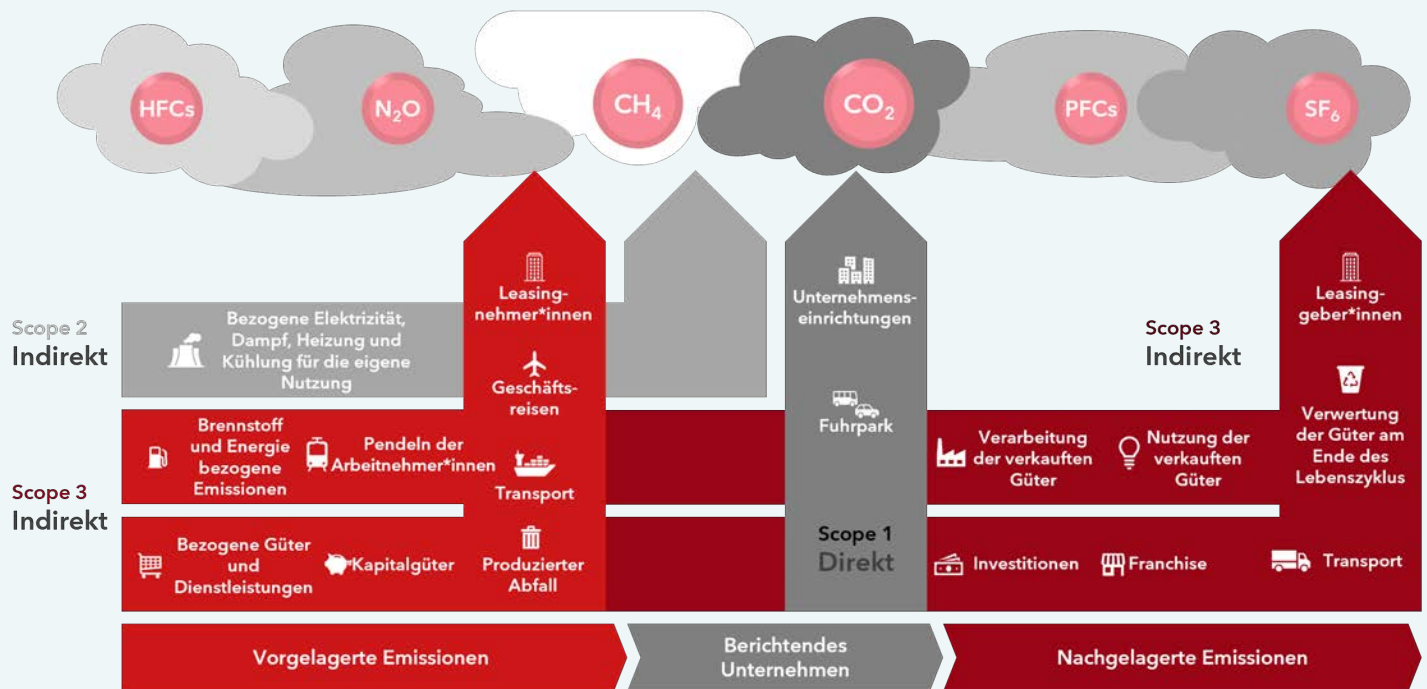 HFCs
N₂O
CH₄
CO₂
PFCs
SF₆
Scope 2
Indirekt
Bezogene Elektrizität,
Dampf, Heizung und
Kühlung für die eigene
Nutzung
Leasing-
nehmer*innen
Geschäfts-
reisen
Transport
Produzierter
Abfall
Unternehmens-
einrichtungen
Fuhrpark
Scope 1
Direkt
Scope 3
Indirekt
Leasing-
geber*innen
Verwertung
der Güter am
Ende des
Lebenszyklus
Transport
Scope 3
Indirekt
Brennstoff
und Energie
bezogene
Emissionen
Pendeln der
Arbeitnehmer*innen
Bezogene Güter
und
Dienstleistungen
Kapitalgüter
Verarbeitung
der verkauften
Güter
Nutzung der
verkauften
Güter
Investitionen
Franchise
Vorgelagerte Emissionen
Berichtendes
Unternehmen
Nachgelagerte Emissionen